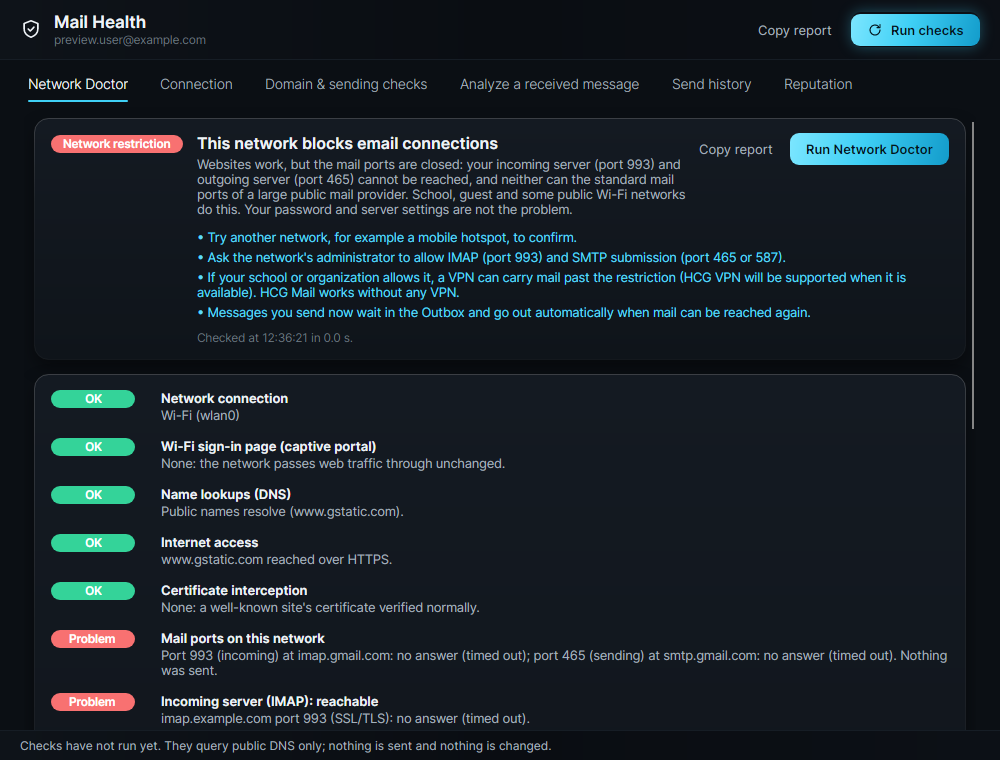 Mail Health
preview.user@example.com
Copy report
Run checks
Network Doctor
Connection
Domain & sending checks
Analyze a received message
Send history
Reputation
Network restriction
This network blocks email connections
Websites work, but the mail ports are closed: your incoming server (port 993) and
outgoing server (port 465) cannot be reached, and neither can the standard mail
ports of a large public mail provider. School, guest and some public Wi-Fi networks
do this. Your password and server settings are not the problem.
Copy report
Run Network Doctor
• Try another network, for example a mobile hotspot, to confirm.
• Ask the network's administrator to allow IMAP (port 993) and SMTP submission (port 465 or 587).
• If your school or organization allows it, a VPN can carry mail past the restriction (HCG VPN will be supported when it is
available). HCG Mail works without any VPN.
• Messages you send now wait in the Outbox and go out automatically when mail can be reached again.
Checked at 12:36:21 in 0.0 s.
OK
Network connection
Wi-Fi (wlan0)
OK
Wi-Fi sign-in page (captive portal)
None: the network passes web traffic through unchanged.
OK
Name lookups (DNS)
Public names resolve (www.gstatic.com).
OK
Internet access
www.gstatic.com reached over HTTPS.
OK
Certificate interception
None: a well-known site's certificate verified normally.
Problem
Mail ports on this network
Port 993 (incoming) at imap.gmail.com: no answer (timed out); port 465 (sending) at smtp.gmail.com: no answer (timed out). Nothing
was sent.
Problem
Incoming server (IMAP): reachable
imap.example.com port 993 (SSL/TLS): no answer (timed out).
Checks have not run yet. They query public DNS only; nothing is sent and nothing is changed.